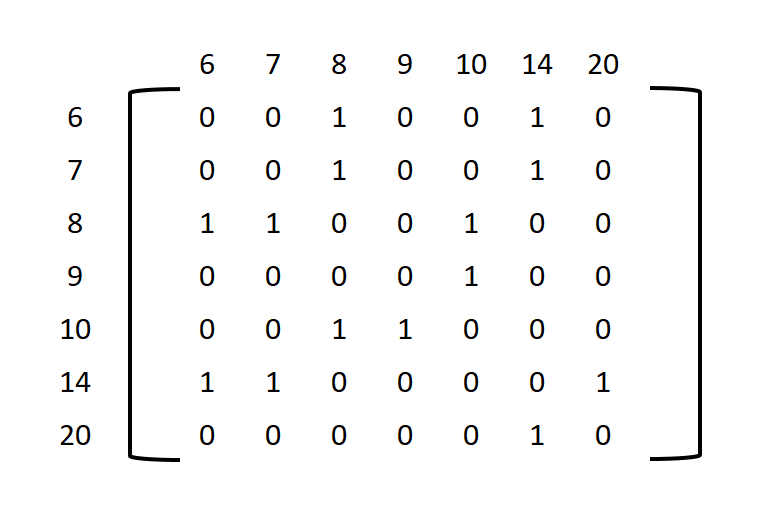 6 7 8 9 10 14 20
6 0 0 1 0 0 1 0
7 0 0 1 0 0 1 0
8 1 1 0 0 1 0 0
9 0 0 0 0 1 0 0
10 0 0 1 1 0 0 0
14 1 1 0 0 0 0 1
20 0 0 0 0 0 1 0